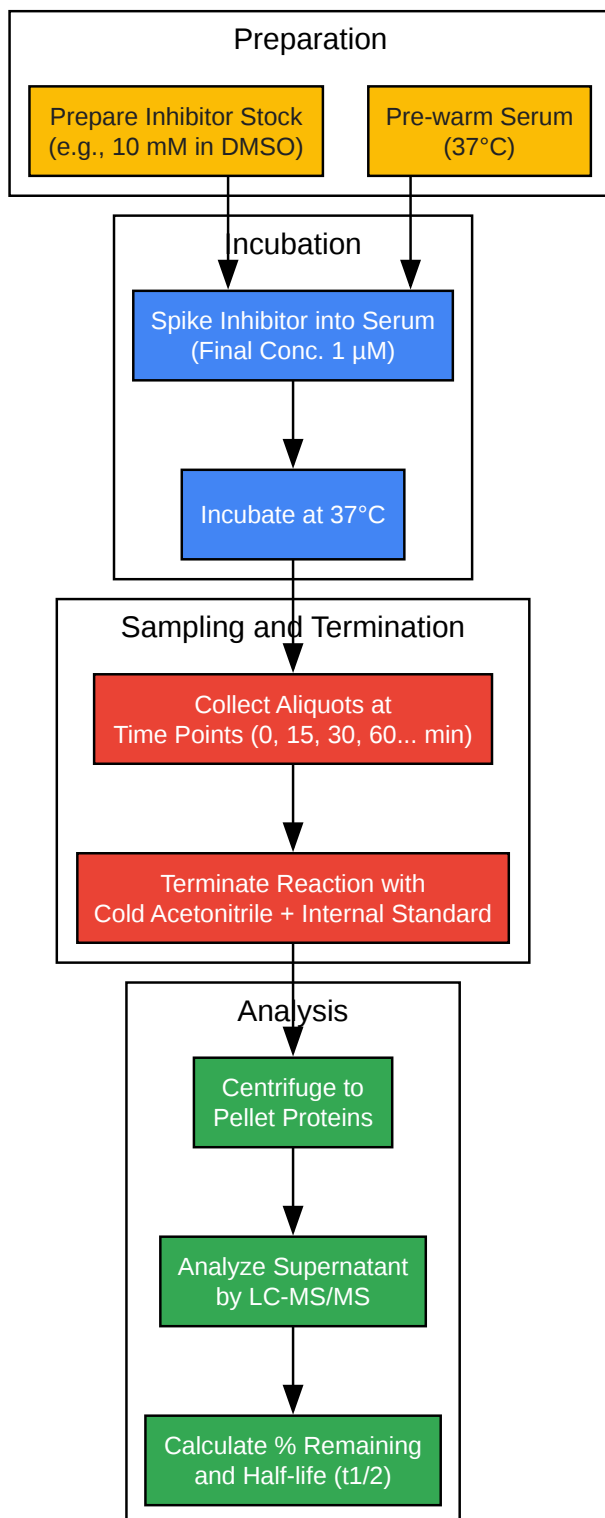 Preparation
Prepare Inhibitor Stock
(e.g., 10 mM in DMSO)
Pre-warm Serum
(37°C)
Incubation
Spike Inhibitor into Serum
(Final Conc. 1 µM)
Incubate at 37°C
Sampling and Termination
Collect Aliquots at
Time Points (0, 15, 30, 60... min)
Terminate Reaction with
Cold Acetonitrile + Internal Standard
Analysis
Centrifuge to
Pellet Proteins
Analyze Supernatant
by LC-MS/MS
Calculate % Remaining
and Half-life (t1/2)